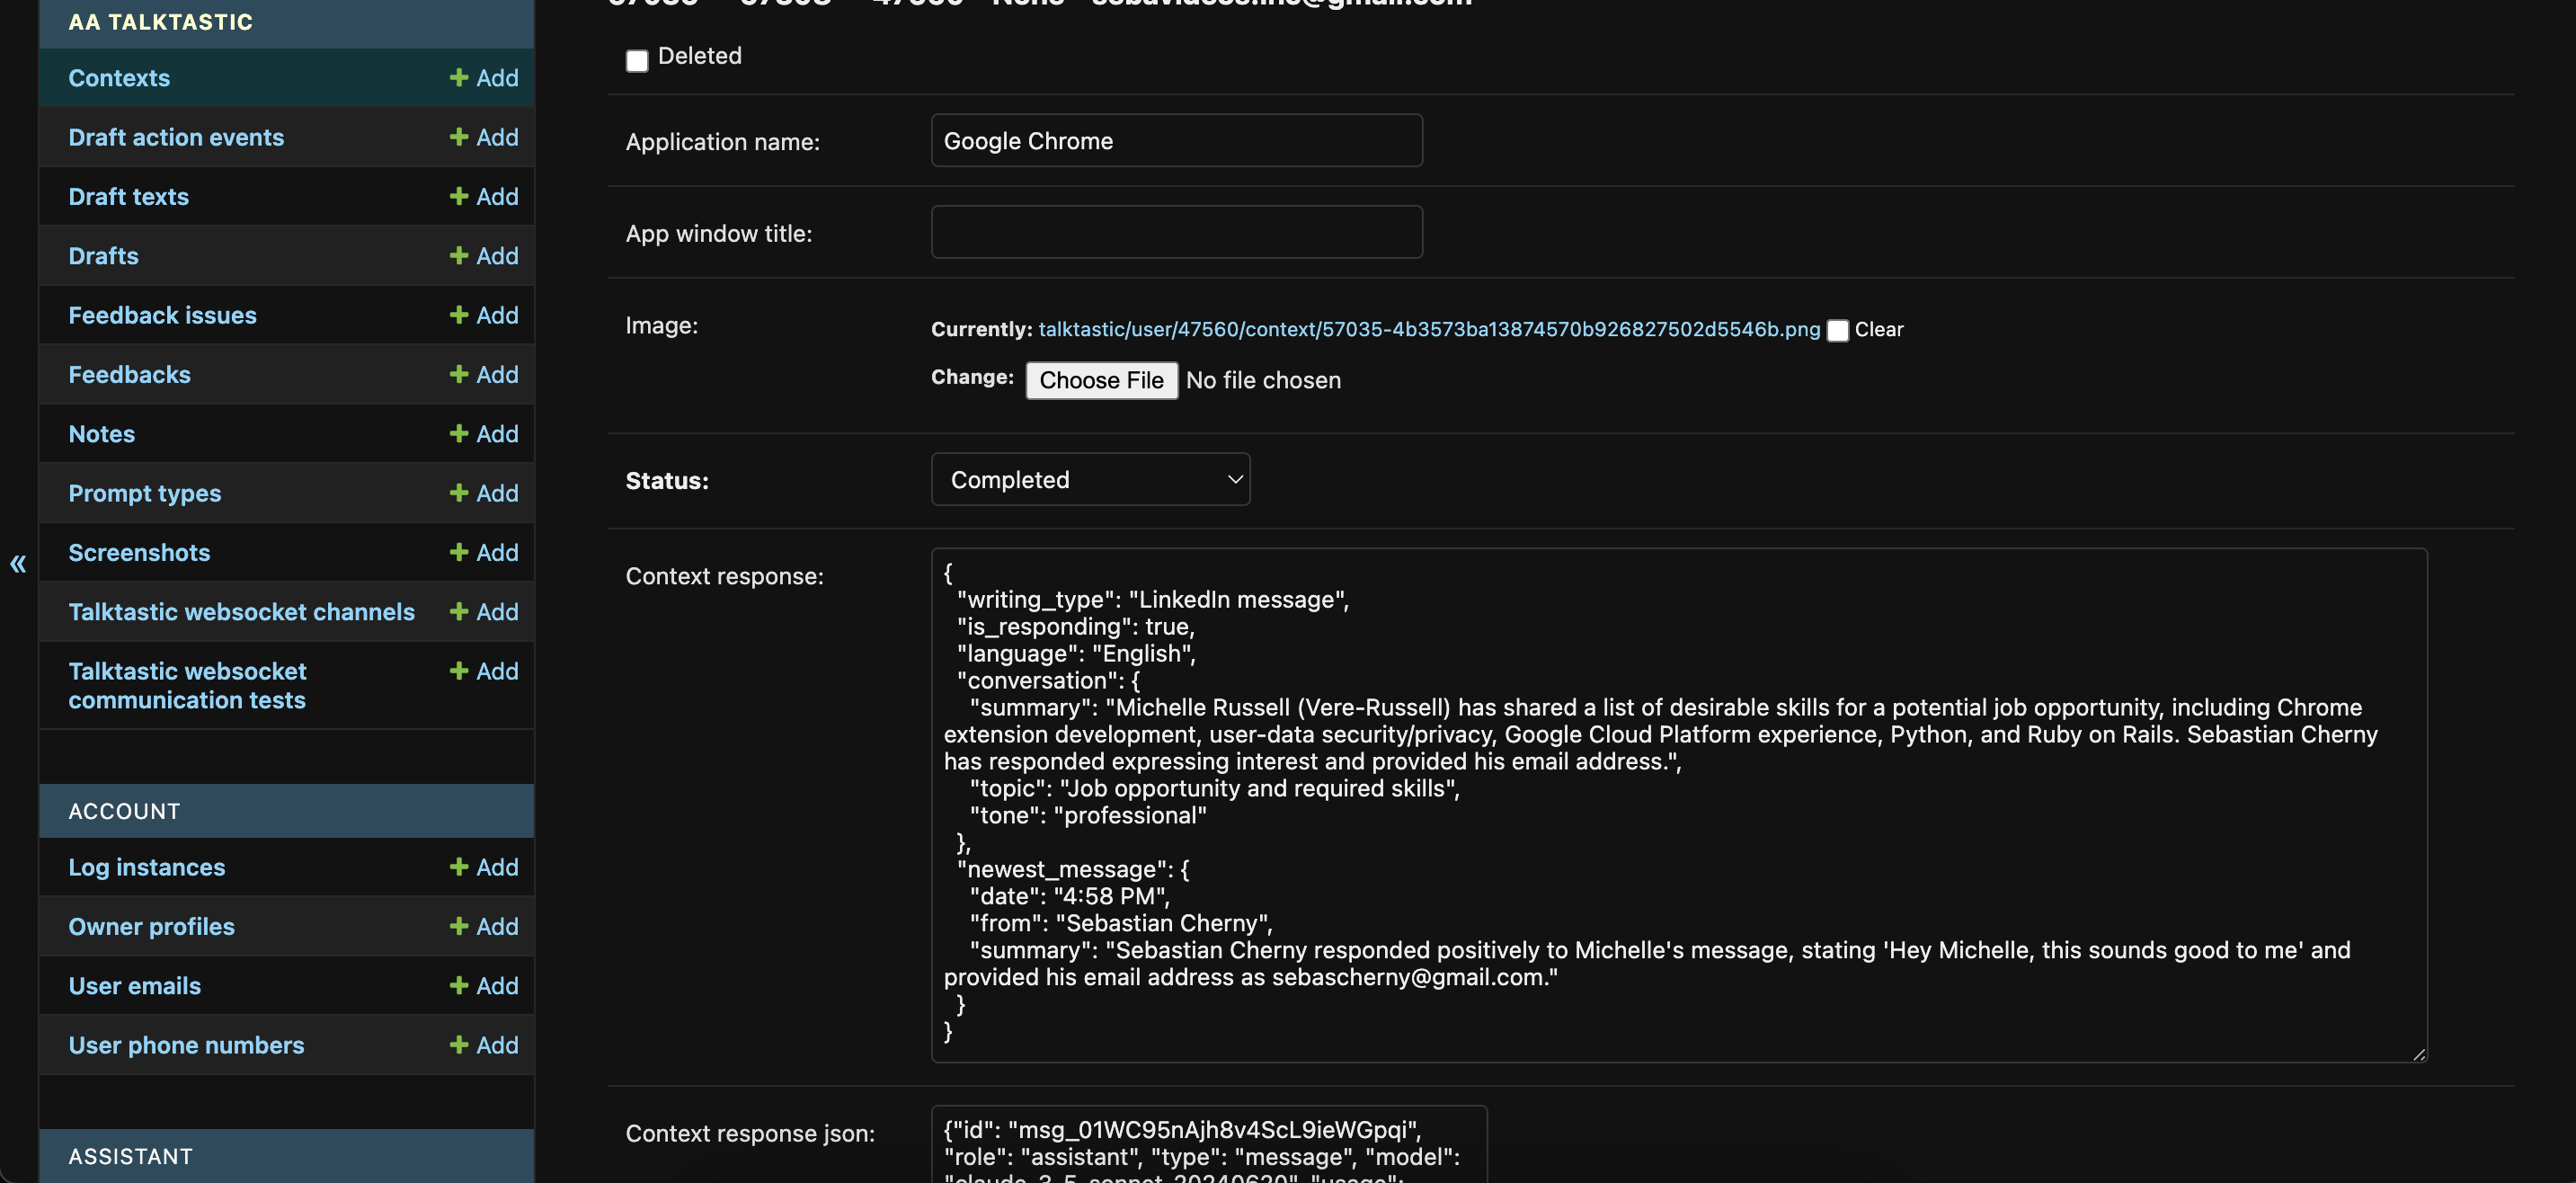 AA TALKTASTIC
Contexts + Add
Draft action events + Add
Draft texts + Add
Drafts + Add
Feedback issues + Add
Feedbacks + Add
Notes + Add
Prompt types + Add
Screenshots + Add
Talktastic websocket channels + Add
Talktastic websocket + Add
communication tests
ACCOUNT
Log instances + Add
Owner profiles + Add
User emails + Add
User phone numbers + Add
ASSISTANT
«
Deleted
Application name: Google Chrome
App window title:
Image: Currently: talktastic/user/47560/context/57035-4b3573ba13874570b926827502d5546b.png Clear
Change: Choose File No file chosen
Status: Completed
Context response:
{
"writing_type": "LinkedIn message",
"is_responding": true,
"language": "English",
"conversation": {
"summary": "Michelle Russell (Vere-Russell) has shared a list of desirable skills for a potential job opportunity, including Chrome
extension development, user-data security/privacy, Google Cloud Platform experience, Python, and Ruby on Rails. Sebastian Cherny
has responded expressing interest and provided his email address.",
"topic": "Job opportunity and required skills",
"tone": "professional"
},
"newest_message": {
"date": "4:58 PM",
"from": "Sebastian Cherny",
"summary": "Sebastian Cherny responded positively to Michelle's message, stating 'Hey Michelle, this sounds good to me' and
provided his email address as sebascherny@gmail.com."
}
}
Context response json:
{"id": "msg_01WC95nAjh8v4ScL9ieWGpqi",
"role": "assistant", "type": "message", "model":
"claude-3-5-sonnet-20240620", "usage":